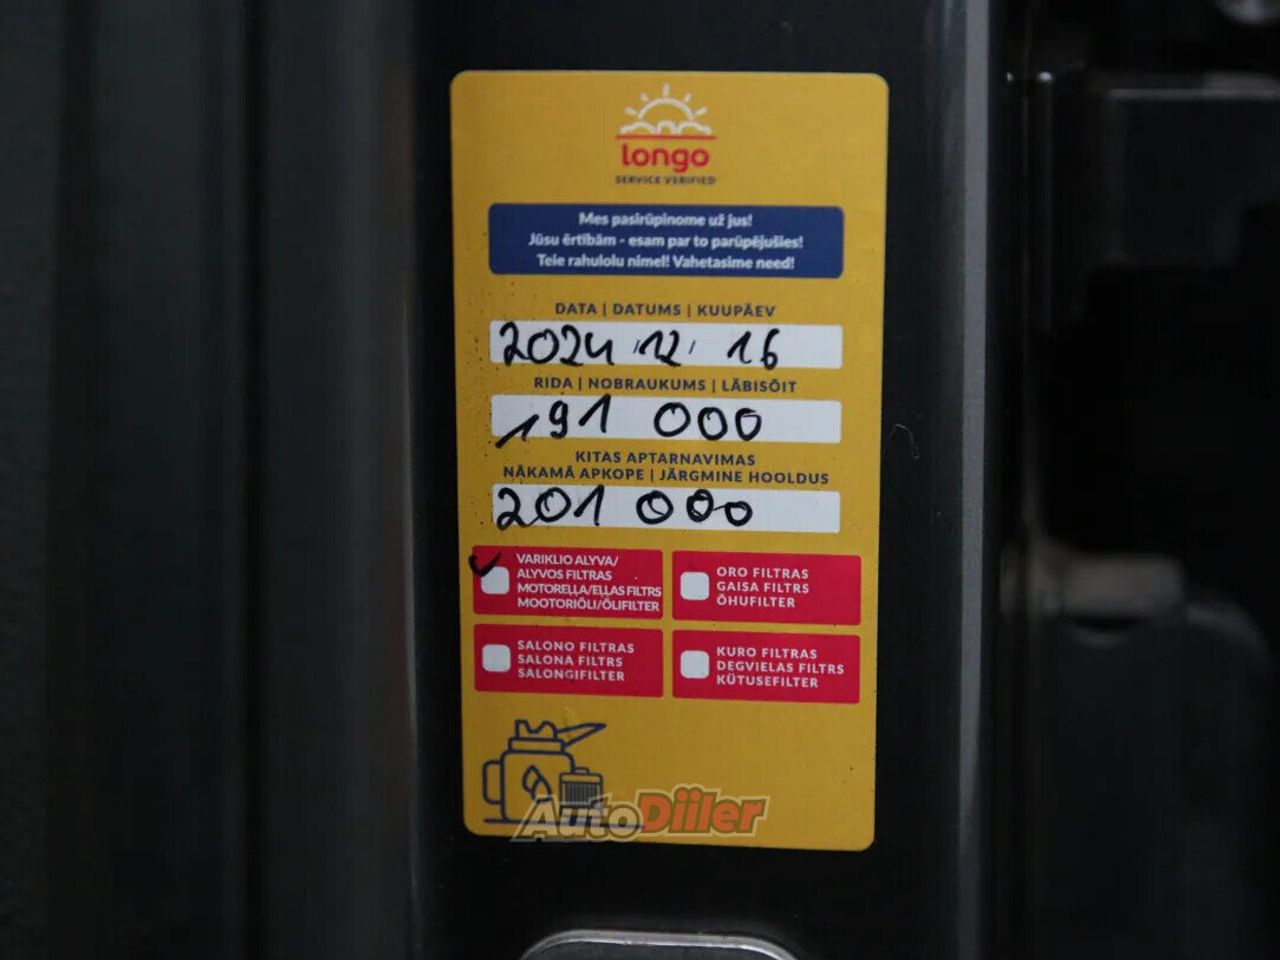 longo
SERVICE VERIFIED
Mes pasirūpinome už jus!
Jūsu ērtībām - esam par to parūpējušies!
Teie rahulolu nimel! Vahetasime need!
DATA | DATUMS | KUUPÄEV
2024 12 16
RIDA | NOBRAUKUMS | LÄBISÕIT
191 000
KITAS APTARNAVIMAS
NĀKAMĀ APKOPE | JÄRGMINE HOOLDUS
201 000
VARIKLIO ALYVA/
ALYVOS FILTRAS
MOTOREĻĻA/EĻĻAS FILTRS
MOOTORIÕLI/ÕLIFILTER
ORO FILTRAS
GAISA FILTRS
ÕHUFILTER
SALONO FILTRAS
SALONA FILTRS
SALONGIFILTER
KURO FILTRAS
DEGVIELAS FILTRS
KÜTUSEFILTER
AutoDiiler